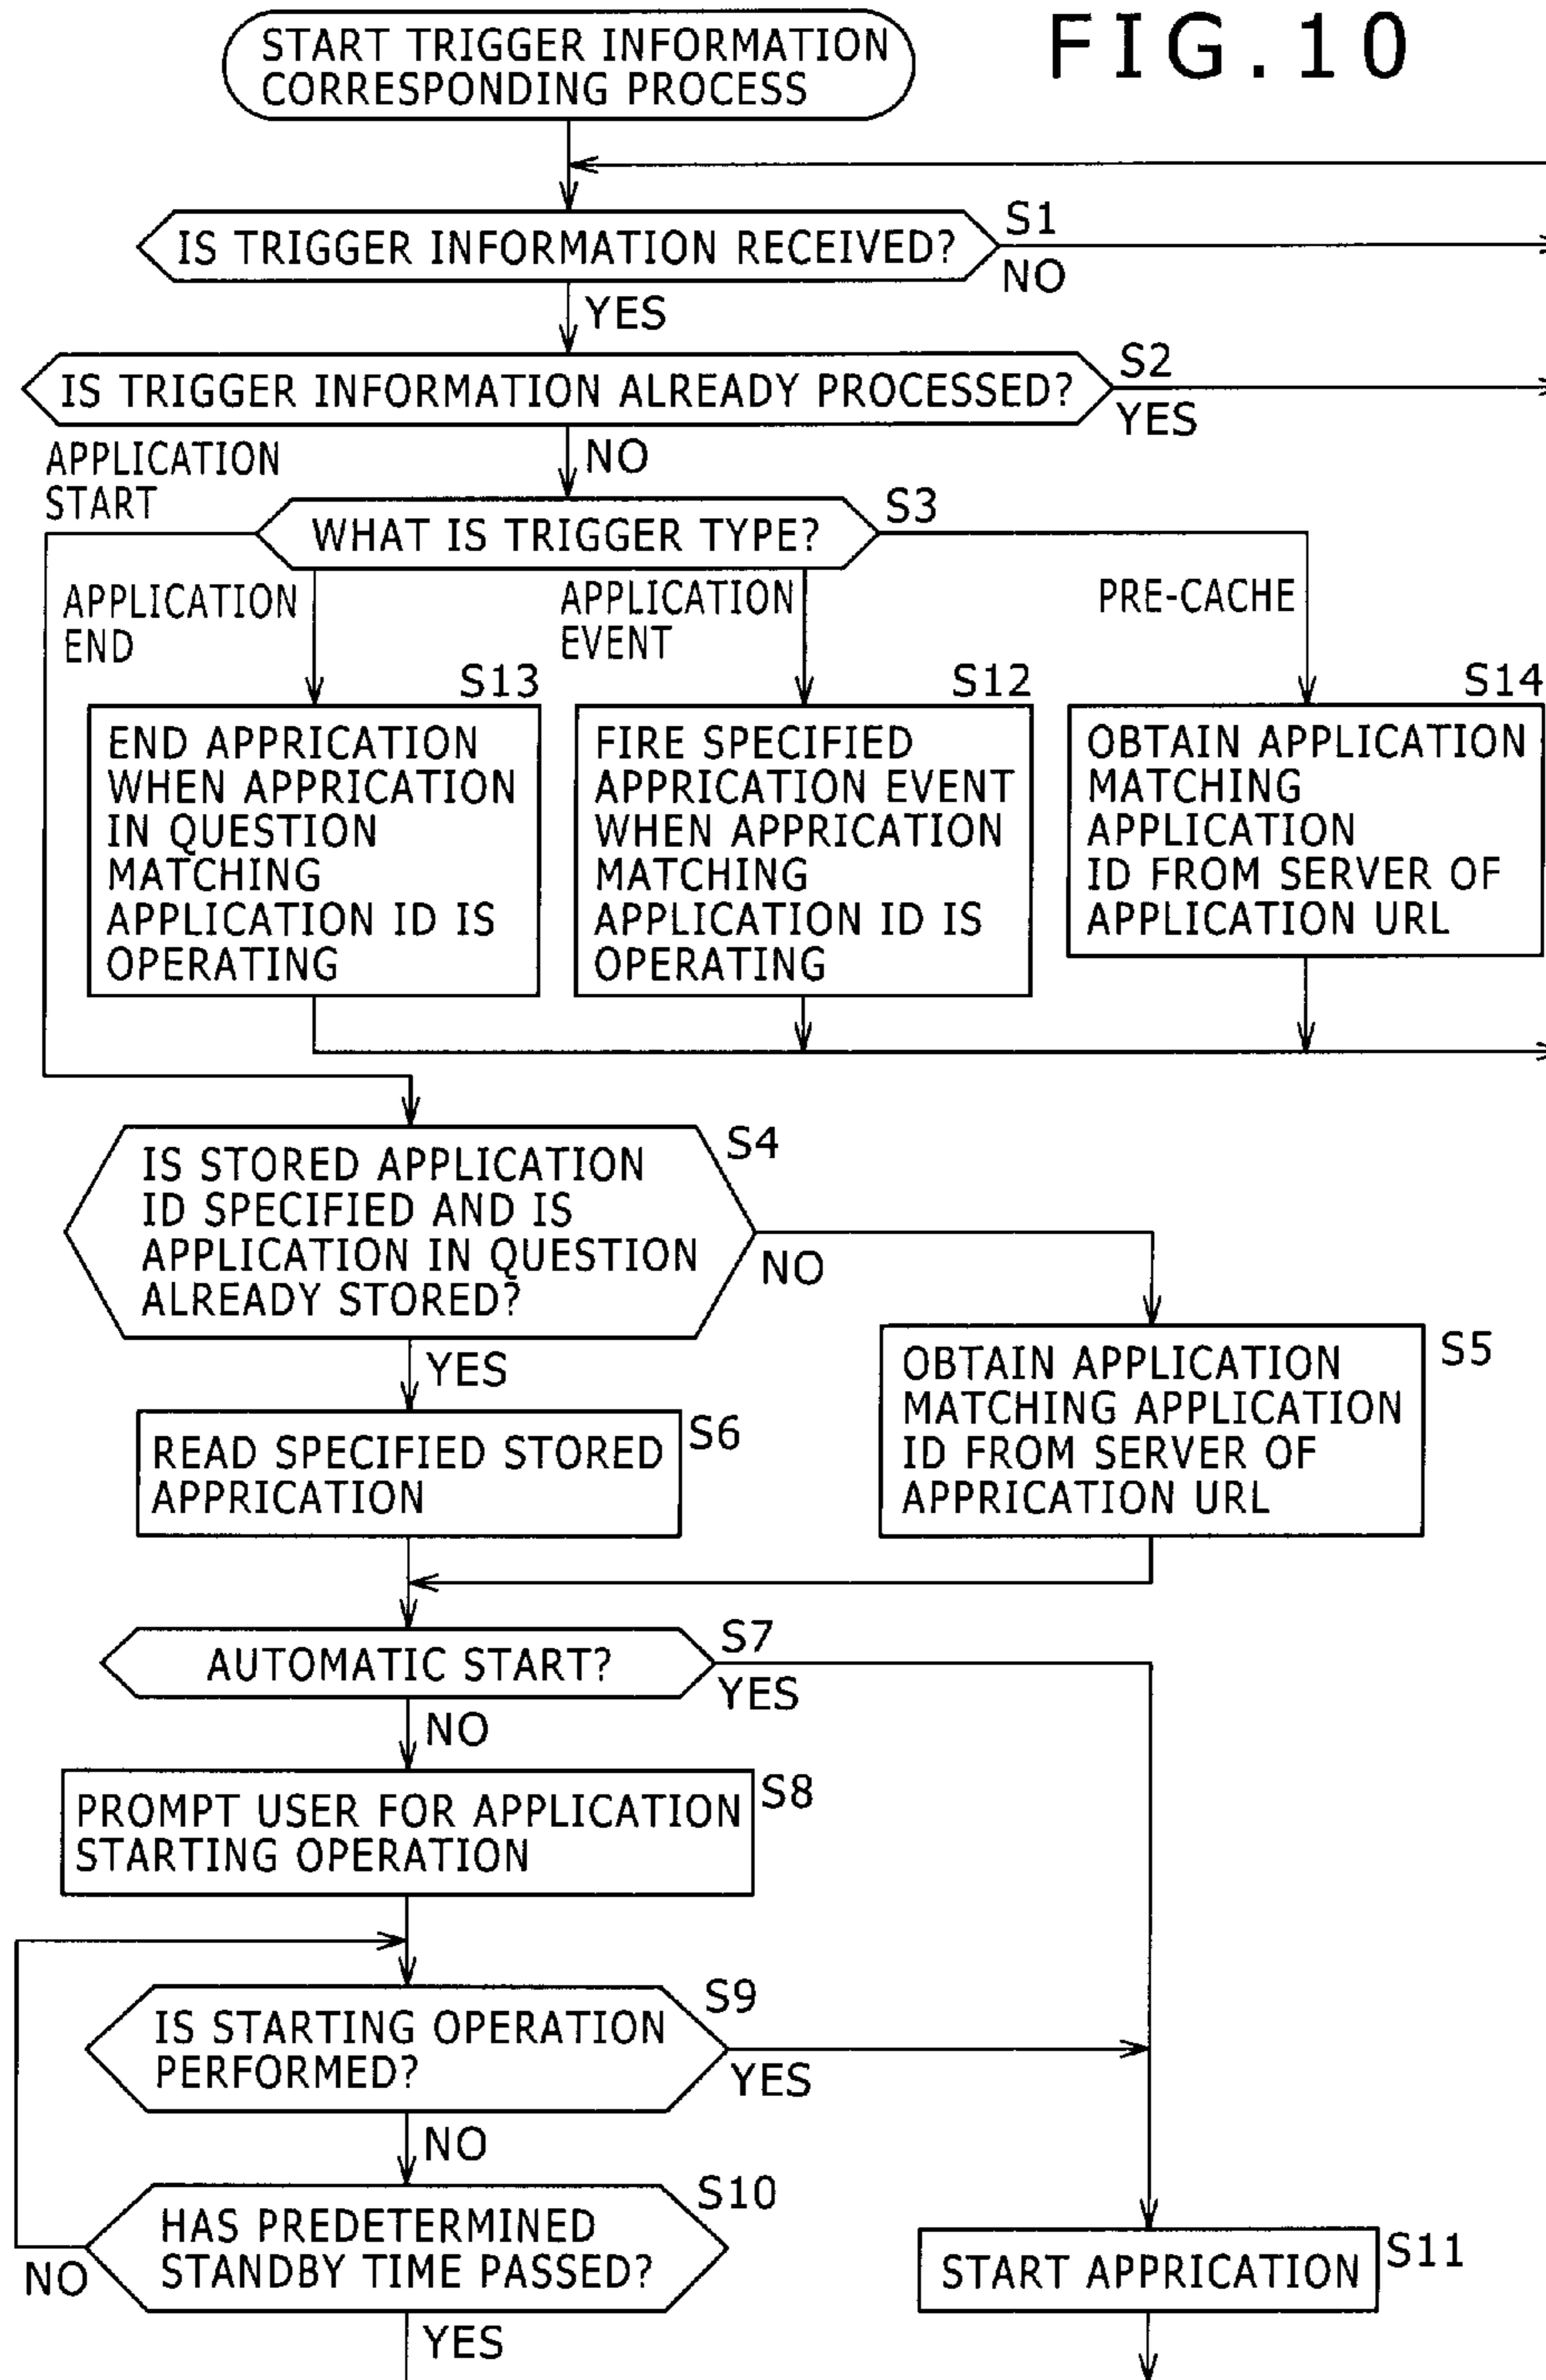 FIG.10
START TRIGGER INFORMATION
CORRESPONDING PROCESS
S1
IS TRIGGER INFORMATION RECEIVED?
NO
YES
S2
IS TRIGGER INFORMATION ALREADY PROCESSED?
YES
NO
APPLICATION
START
S3
WHAT IS TRIGGER TYPE?
APPLICATION
END
APPLICATION
EVENT
PRE-CACHE
S13
END APPRICATION
WHEN APPRICATION
IN QUESTION
MATCHING
APPLICATION ID IS
OPERATING
S12
FIRE SPECIFIED
APPRICATION EVENT
WHEN APPRICATION
MATCHING
APPLICATION ID IS
OPERATING
S14
OBTAIN APPLICATION
MATCHING
APPLICATION
ID FROM SERVER OF
APPLICATION URL
S4
IS STORED APPLICATION
ID SPECIFIED AND IS
APPLICATION IN QUESTION
ALREADY STORED?
NO
YES
S5
OBTAIN APPLICATION
MATCHING APPLICATION
ID FROM SERVER OF
APPRICATION URL
S6
READ SPECIFIED STORED
APPRICATION
S7
AUTOMATIC START?
YES
NO
S8
PROMPT USER FOR APPLICATION
STARTING OPERATION
S9
IS STARTING OPERATION
PERFORMED?
YES
NO
S10
HAS PREDETERMINED
STANDBY TIME PASSED?
NO
YES
S11
START APPRICATION